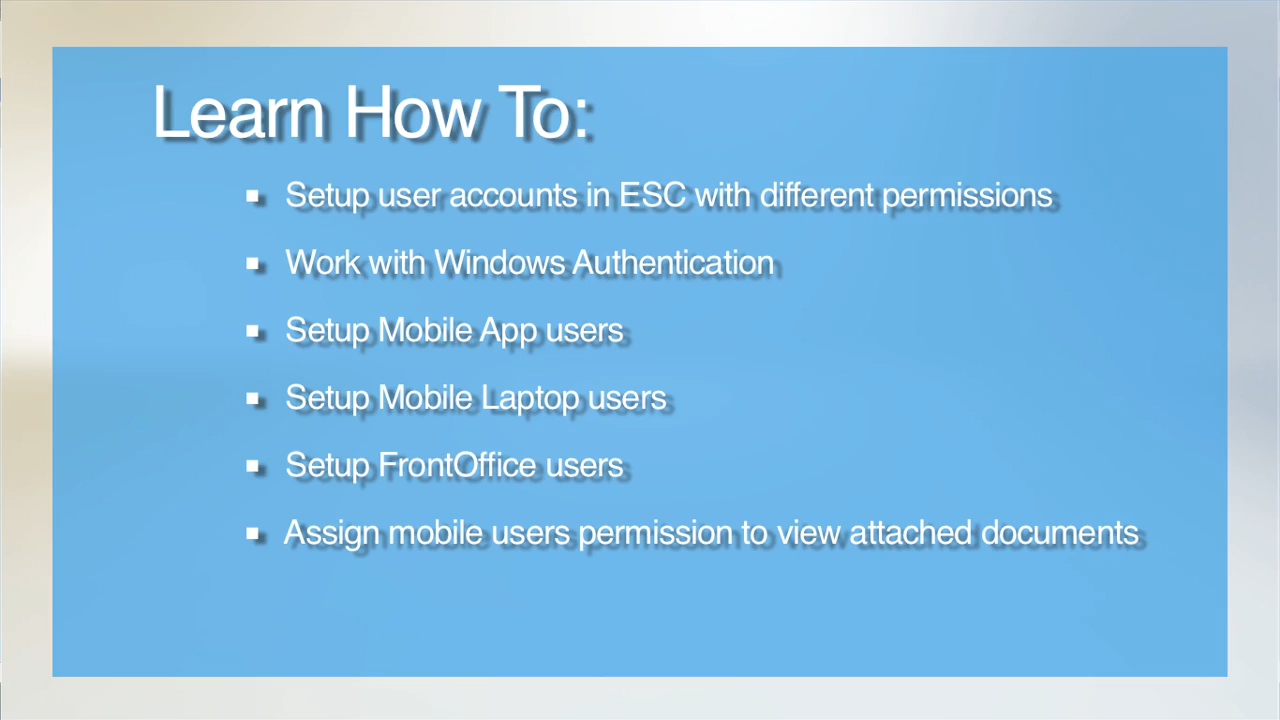 Learn How To:
▪ Setup user accounts in ESC with different permissions
▪ Work with Windows Authentication
▪ Setup Mobile App users
▪ Setup Mobile Laptop users
▪ Setup FrontOffice users
▪ Assign mobile users permission to view attached documents